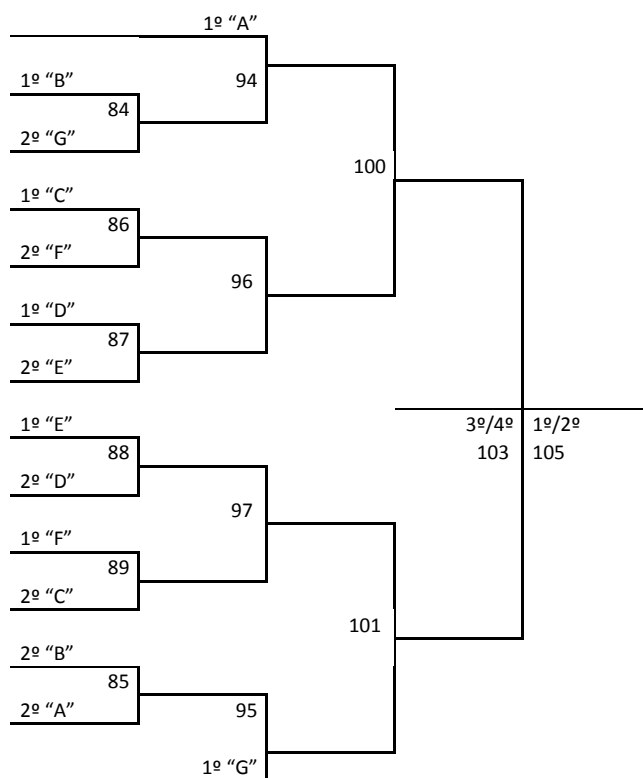 1º “A”
1º “B”
94
84
2º “G”
100
1º “C”
86
2º “F”
96
1º “D”
87
2º “E”
1º “E”
3º/4º 1º/2º
88
103 105
2º “D”
97
1º “F”
89
2º “C”
101
2º “B”
85
2º “A”
95
1º “G”